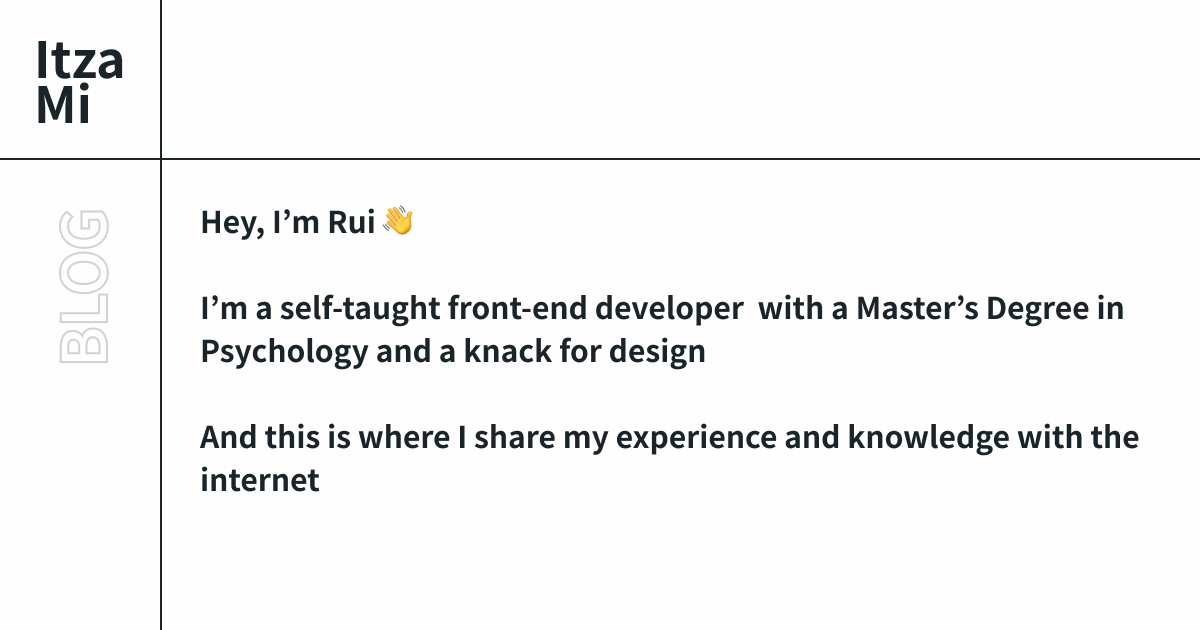 Itza
Mi
BLOG
Hey, I’m Rui 👋
I’m a self-taught front-end developer  with a Master’s Degree in
Psychology and a knack for design
And this is where I share my experience and knowledge with the
internet